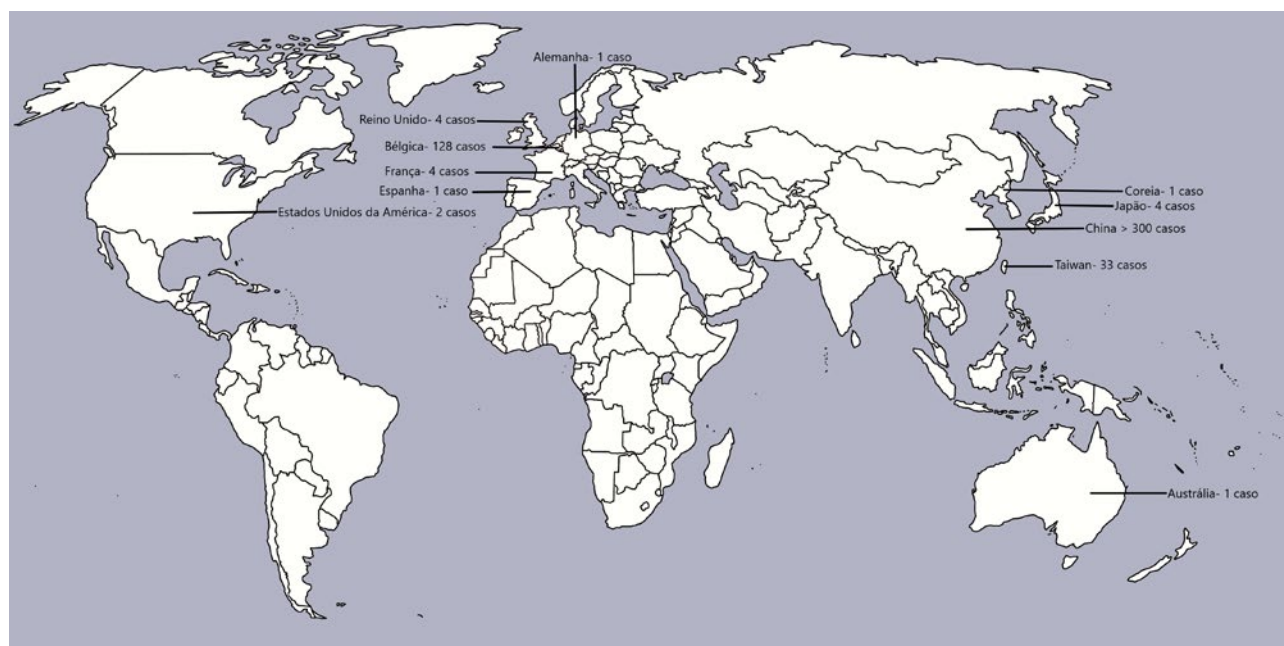 Alemanha- 1 caso
Reino Unido- 4 casos
Bélgica- 128 casos
França- 4 casos
Espanha- 1 caso
Estados Unidos da América- 2 casos
Coreia- 1 caso
Japão- 4 casos
China > 300 casos
Taiwan- 33 casos
Austrália- 1 caso